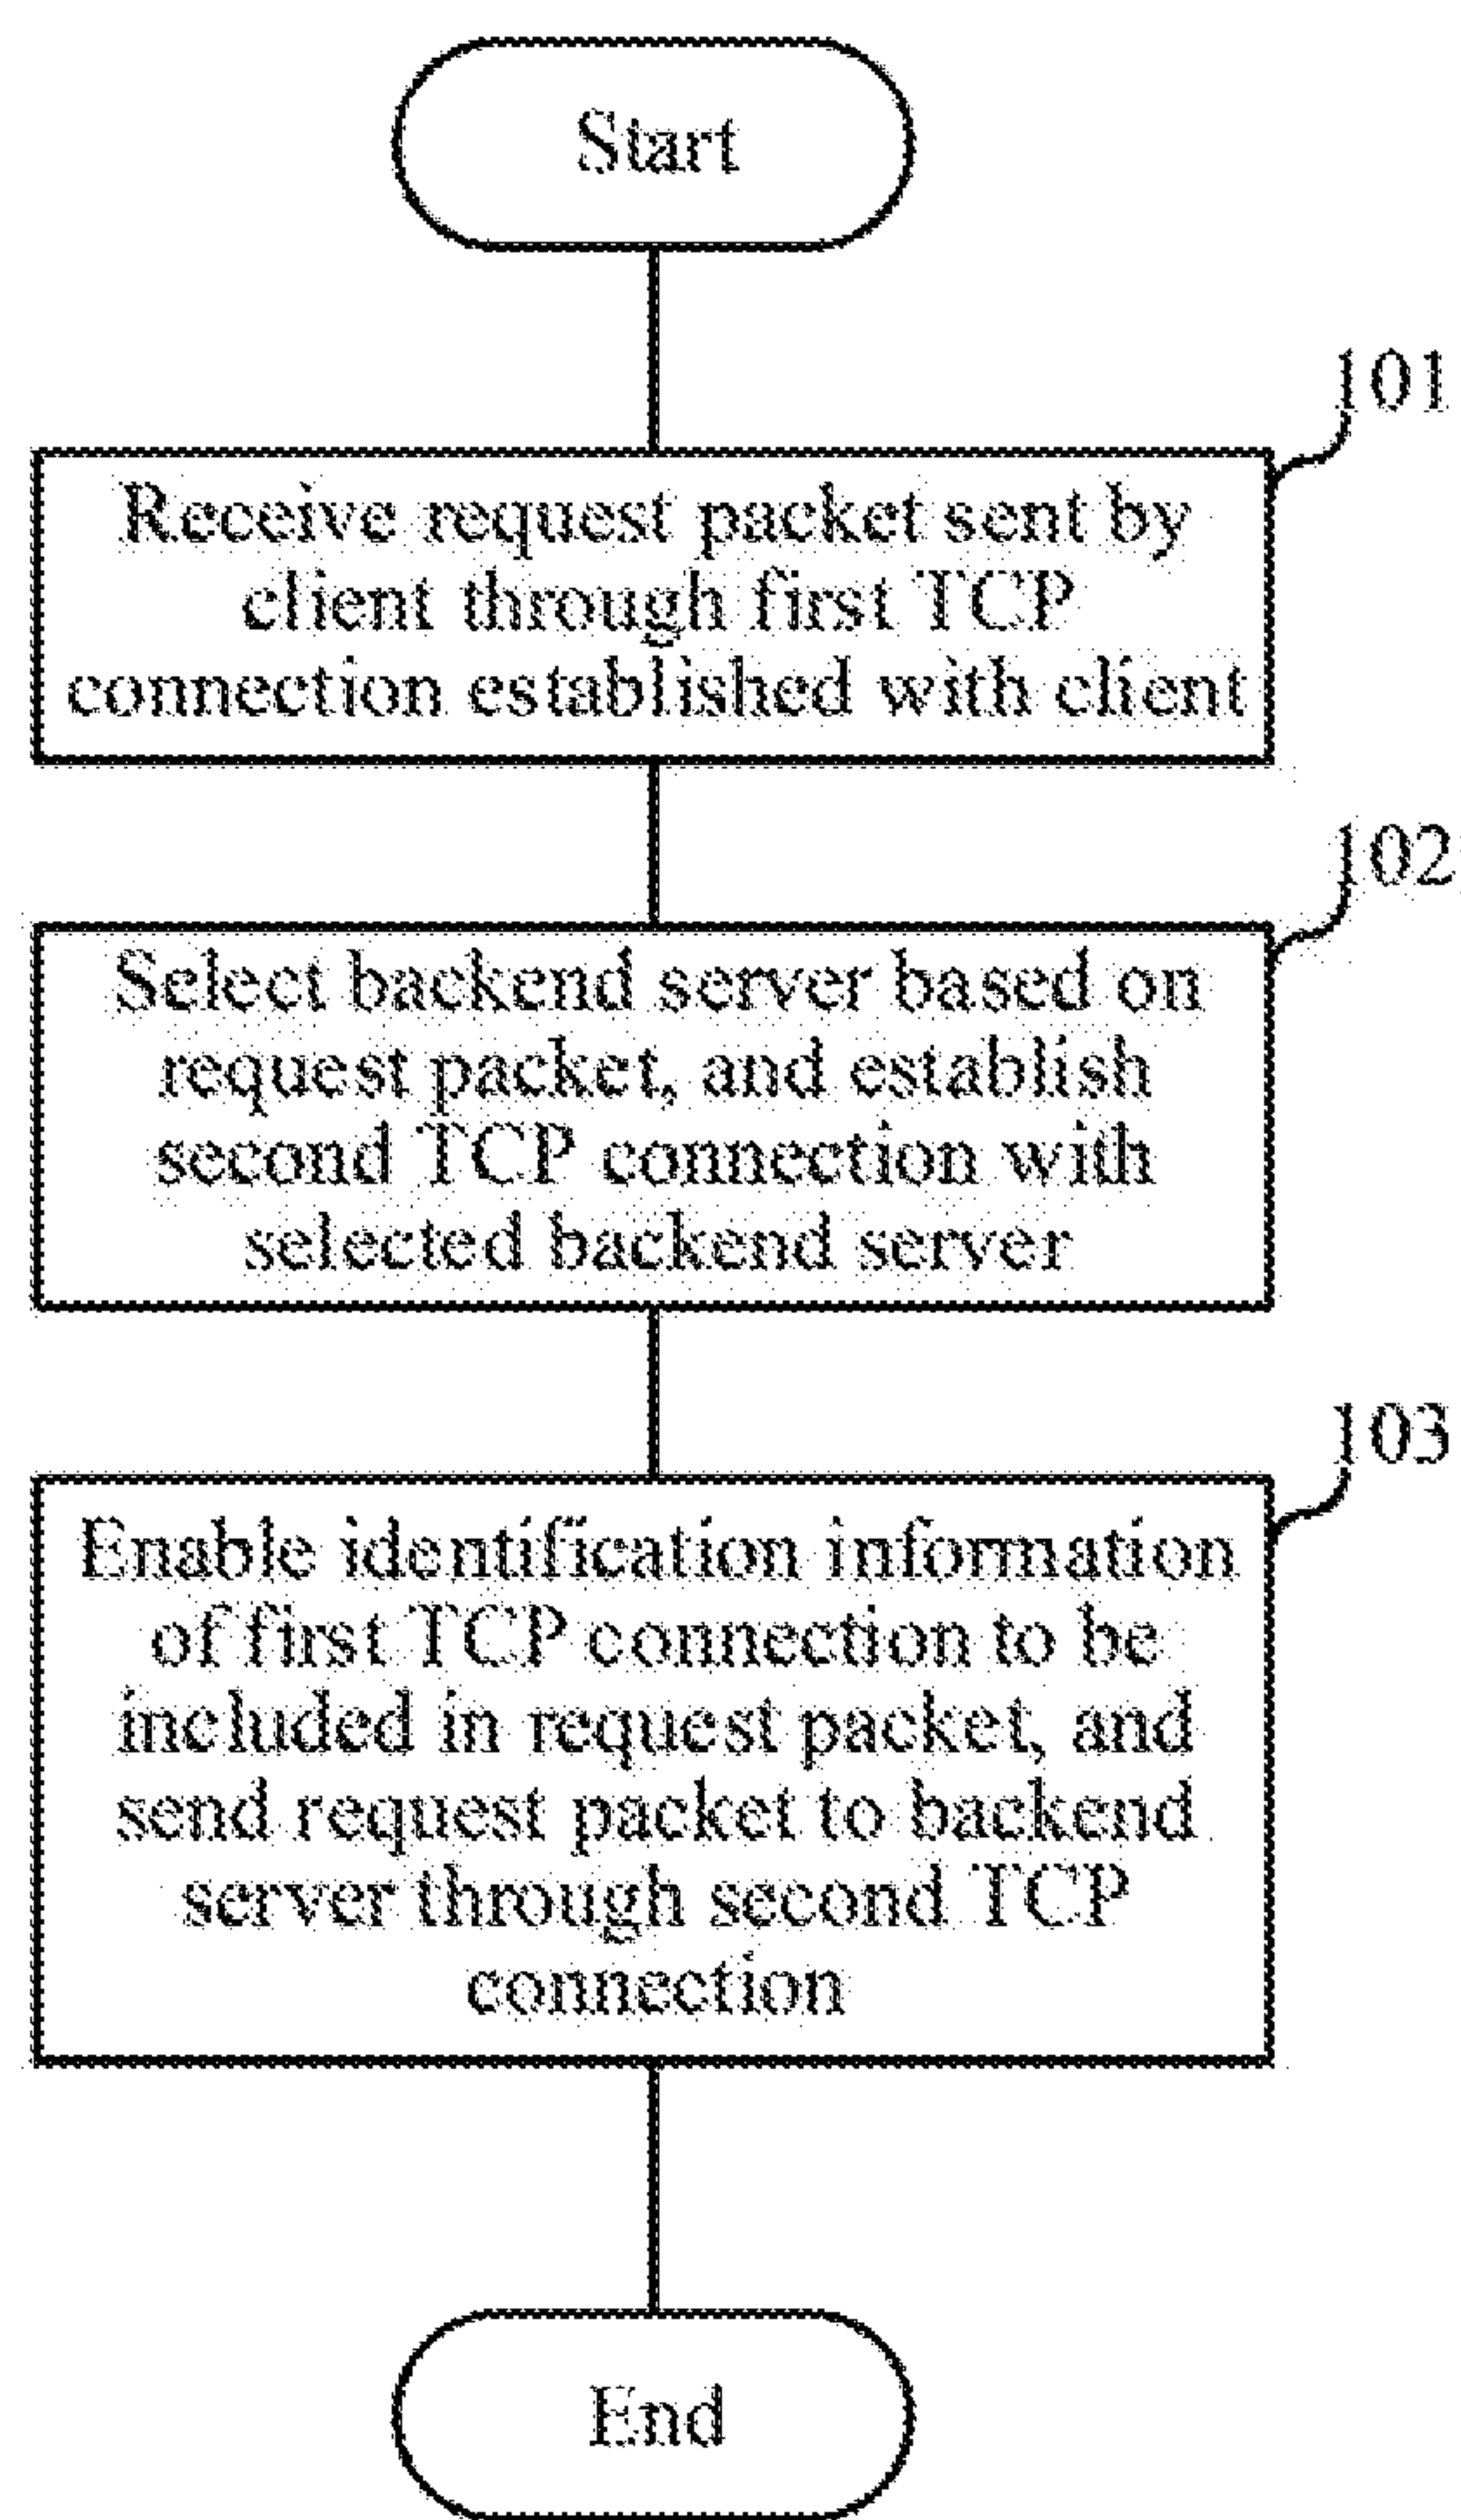 Start
101
Receive request packet sent by
client through first TCP
connection established with client
102
Select backend server based on
request packet, and establish
second TCP connection with
selected backend server
103
Enable identification information
of first TCP connection to be
included in request packet, and
send request packet to backend
server through second TCP
connection
End